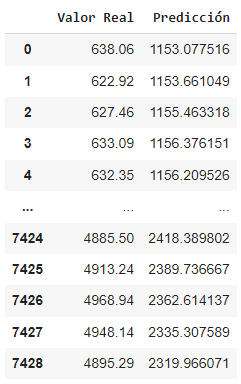 Valor Real Predicción
0 638.06 1153.077516
1 622.92 1153.661049
2 627.46 1155.463318
3 633.09 1156.376151
4 632.35 1156.209526
... ... ...
7424 4885.50 2418.389802
7425 4913.24 2389.736667
7426 4968.94 2362.614137
7427 4948.14 2335.307589
7428 4895.29 2319.966071